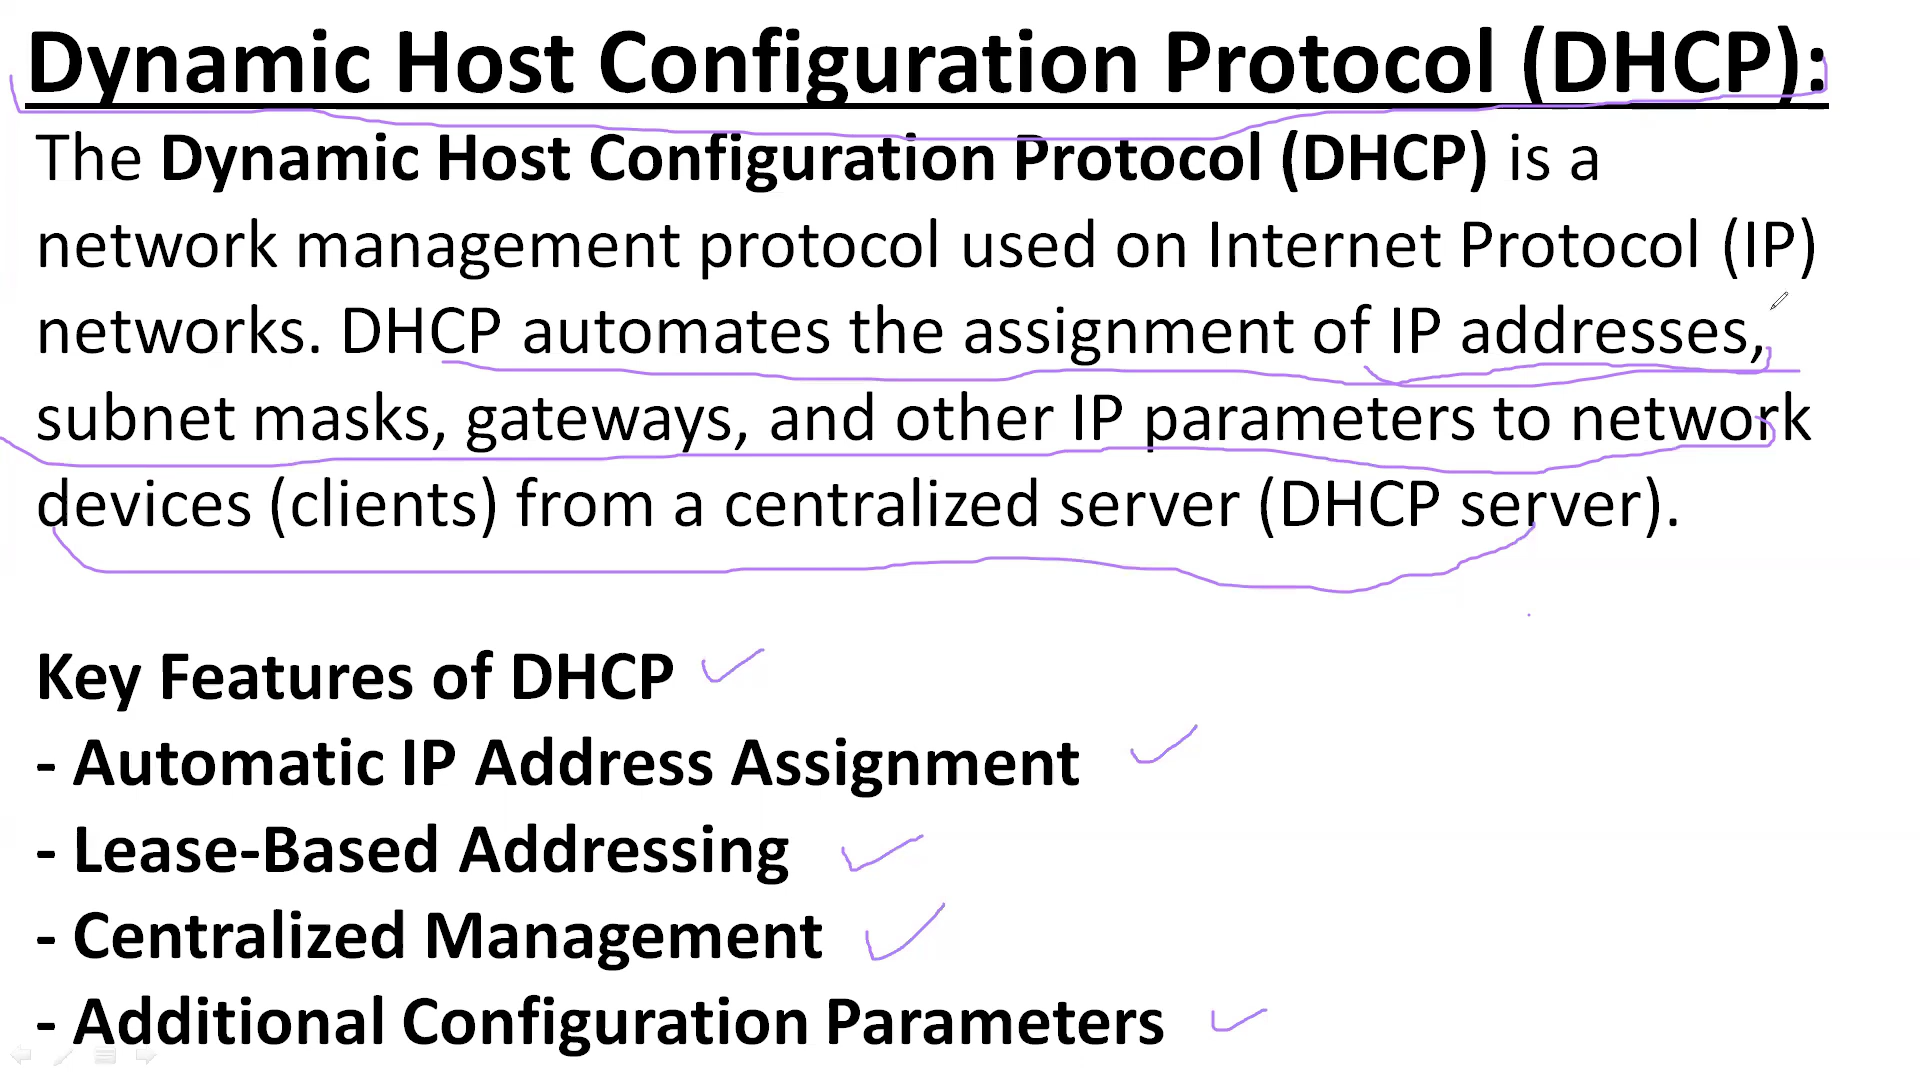 Dynamic Host Configuration Protocol (DHCP):
The Dynamic Host Configuration Protocol (DHCP) is a
network management protocol used on Internet Protocol (IP)
networks. DHCP automates the assignment of IP addresses,
subnet masks, gateways, and other IP parameters to network
devices (clients) from a centralized server (DHCP server).
Key Features of DHCP
- Automatic IP Address Assignment
- Lease-Based Addressing
- Centralized Management
- Additional Configuration Parameters